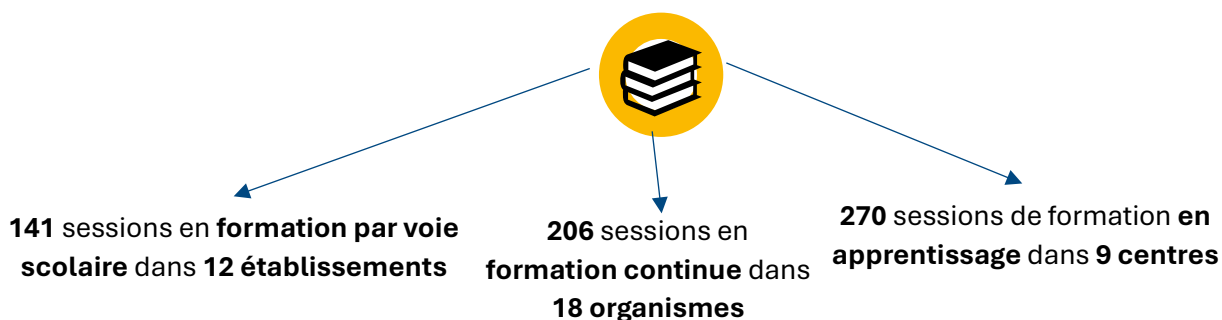 141 sessions en formation par voie
scolaire dans 12 établissements
206 sessions en
formation continue dans
18 organismes
270 sessions de formation en
apprentissage dans 9 centres